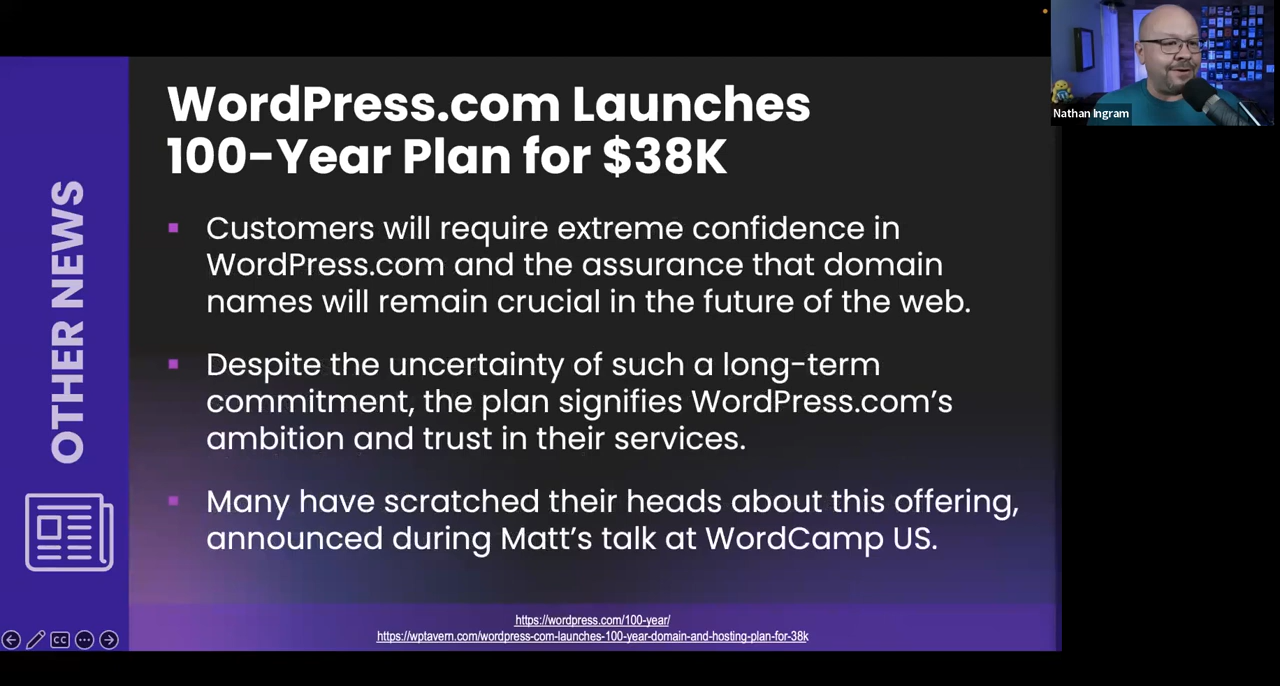 WordPress.com Launches
100-Year Plan for $38K
Customers will require extreme confidence in
WordPress.com and the assurance that domain
names will remain crucial in the future of the web.
Despite the uncertainty of such a long-term
commitment, the plan signifies WordPress.com’s
ambition and trust in their services.
Many have scratched their heads about this offering,
announced during Matt’s talk at WordCamp US.
OTHER NEWS
https://wordpress.com/100-year/
https://wptavern.com/wordpress-com-launches-100-year-domain-and-hosting-plan-for-38k
CC
Nathan Ingram